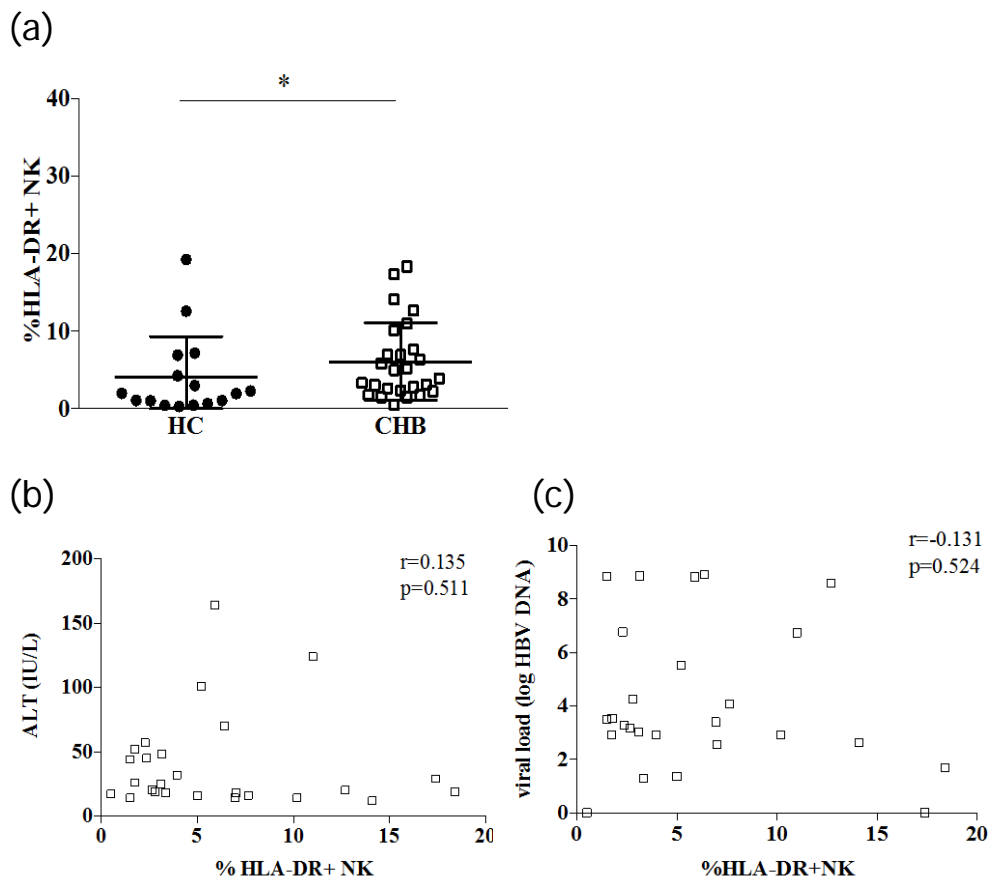 (a)
*
40
30
20
10
0
%HLA-DR+ NK
HC CHB
(b)
r=0.135
p=0.511
200
150
100
50
0
ALT (IU/L)
0 5 10 15 20
% HLA-DR+ NK
(c)
r=-0.131
p=0.524
10
8
6
4
2
0
viral load (log HBV DNA)
0 5 10 15 20
%HLA-DR+NK